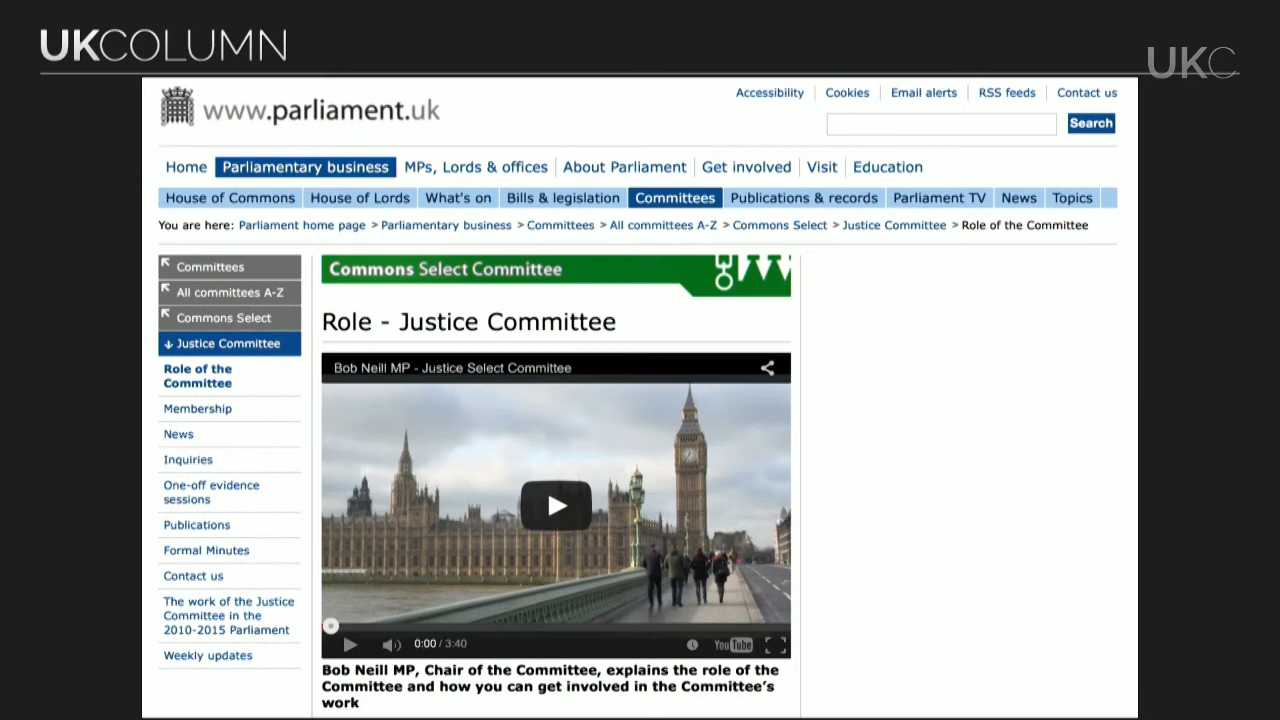 UKCOLUMN
UKC
www.parliament.uk
Accessibility Cookies Email alerts RSS feeds Contact us
Search
Home Parliamentary business MPs, Lords & offices About Parliament Get involved Visit Education
House of Commons House of Lords What's on Bills & legislation Committees Publications & records Parliament TV News Topics
You are here: Parliament home page > Parliamentary business > Committees > All committees A-Z > Commons Select > Justice Committee > Role of the Committee
Committees
All committees A-Z
Commons Select
Justice Committee
Role of the
Committee
Membership
News
Inquiries
One-off evidence
sessions
Publications
Formal Minutes
Contact us
The work of the Justice
Committee in the
2010-2015 Parliament
Weekly updates
Commons Select Committee
Role - Justice Committee
Bob Neill MP - Justice Select Committee
0:00 / 3:40
YouTube
Bob Neill MP, Chair of the Committee, explains the role of the
Committee and how you can get involved in the Committee's
work